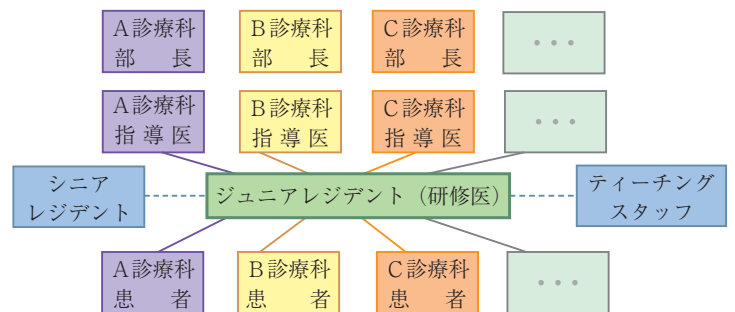 A診療科
部長
B診療科
部長
C診療科
部長
・・・
A診療科
指導医
B診療科
指導医
C診療科
指導医
・・・
シニア
レジデント
ジュニアレジデント（研修医）
ティーチング
スタッフ
A診療科
患者
B診療科
患者
C診療科
患者
・・・